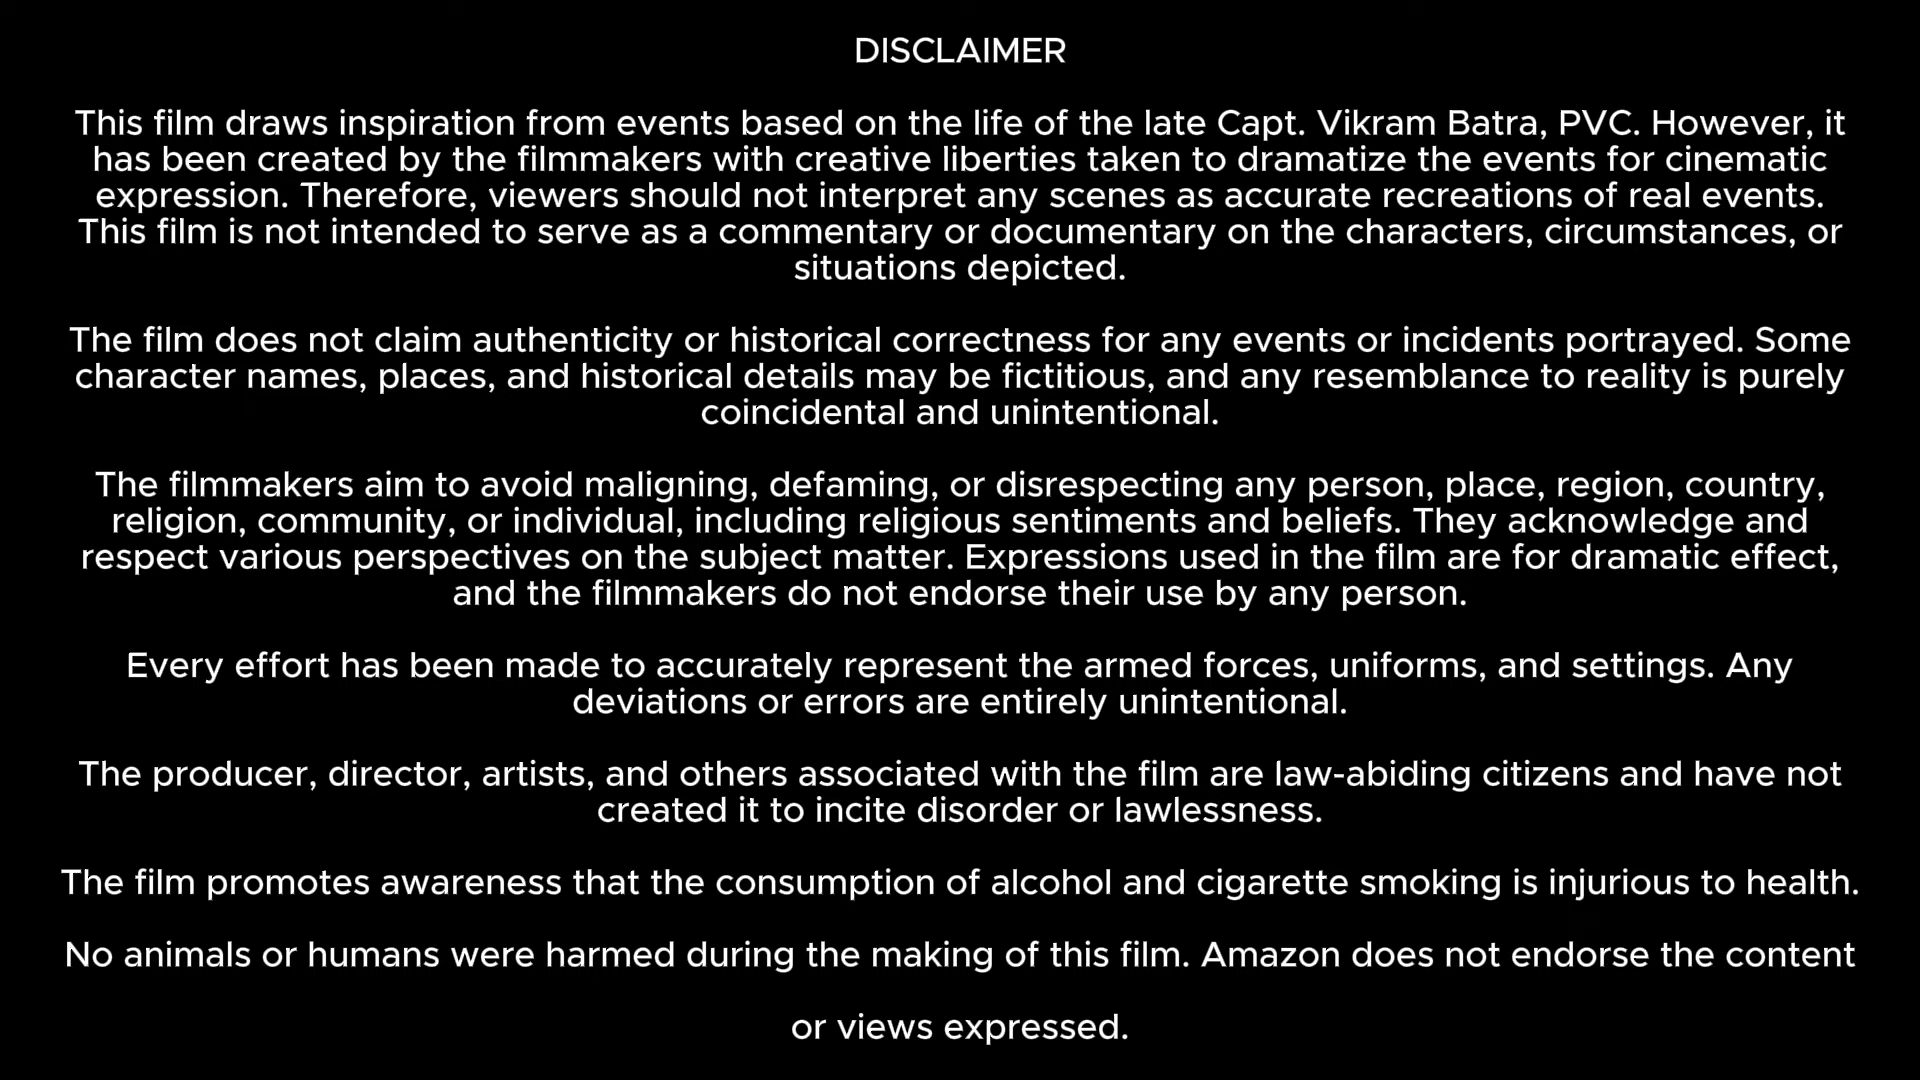 DISCLAIMER
This film draws inspiration from events based on the life of the late Capt. Vikram Batra, PVC. However, it
has been created by the filmmakers with creative liberties taken to dramatize the events for cinematic
expression. Therefore, viewers should not interpret any scenes as accurate recreations of real events.
This film is not intended to serve as a commentary or documentary on the characters, circumstances, or
situations depicted.
The film does not claim authenticity or historical correctness for any events or incidents portrayed. Some
character names, places, and historical details may be fictitious, and any resemblance to reality is purely
coincidental and unintentional.
The filmmakers aim to avoid maligning, defaming, or disrespecting any person, place, region, country,
religion, community, or individual, including religious sentiments and beliefs. They acknowledge and
respect various perspectives on the subject matter. Expressions used in the film are for dramatic effect,
and the filmmakers do not endorse their use by any person.
Every effort has been made to accurately represent the armed forces, uniforms, and settings. Any
deviations or errors are entirely unintentional.
The producer, director, artists, and others associated with the film are law-abiding citizens and have not
created it to incite disorder or lawlessness.
The film promotes awareness that the consumption of alcohol and cigarette smoking is injurious to health.
No animals or humans were harmed during the making of this film. Amazon does not endorse the content
or views expressed.